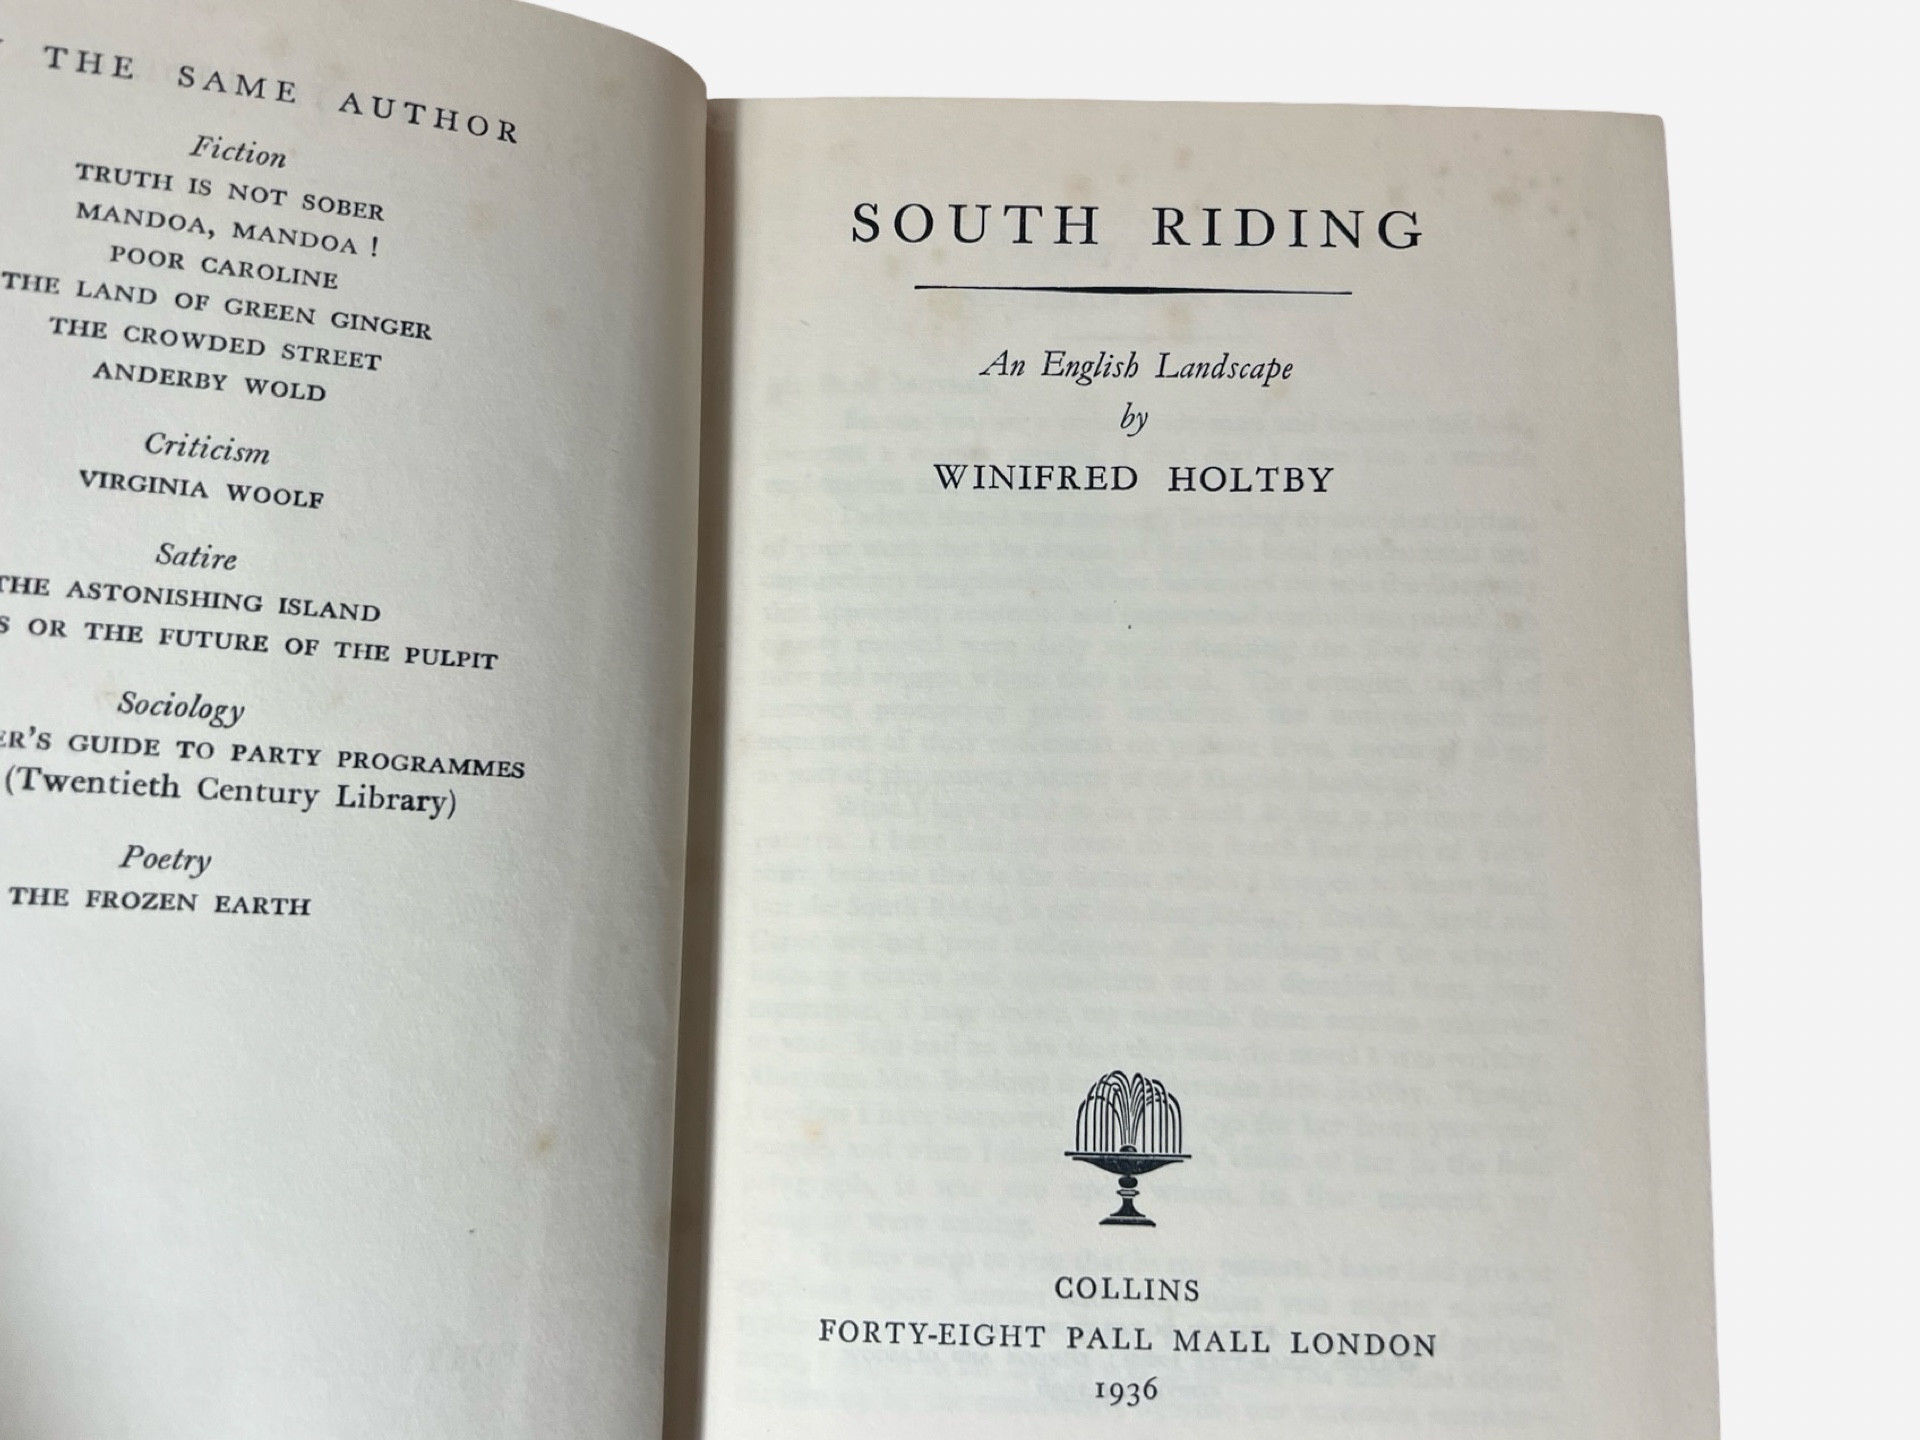 THE SAME AUTHOR
Fiction
TRUTH IS NOT SOBER
MANDOA, MANDOA !
POOR CAROLINE
THE LAND OF GREEN GINGER
THE CROWDED STREET
ANDERBY WOLD
Criticism
VIRGINIA WOOLF
Satire
THE ASTONISHING ISLAND
S OR THE FUTURE OF THE PULPIT
Sociology
ER'S GUIDE TO PARTY PROGRAMMES
(Twentieth Century Library)
Poetry
THE FROZEN EARTH
SOUTH RIDING
An English Landscape
by
WINIFRED HOLTBY
COLLINS
FORTY-EIGHT PALL MALL LONDON
1936